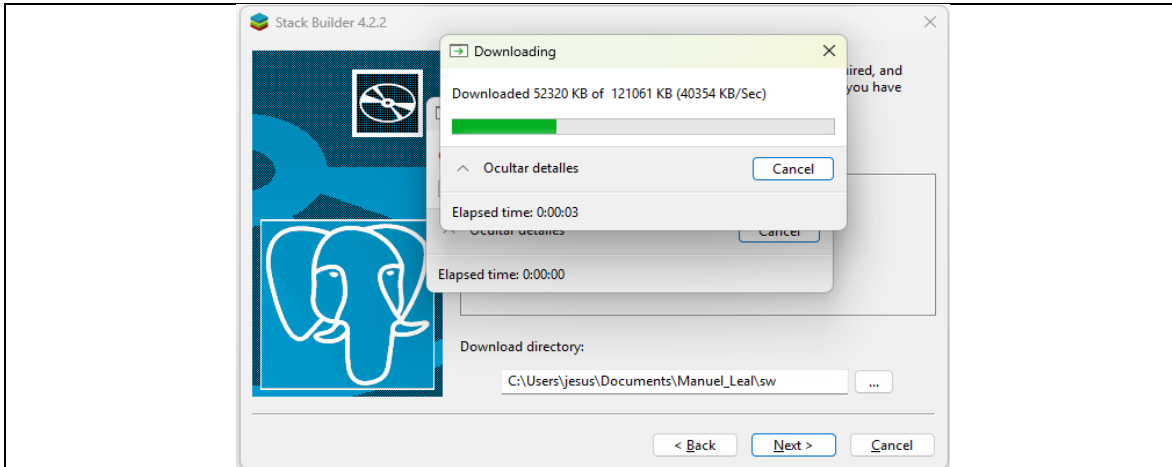 Stack Builder 4.2.2
Downloading
ired, and
you have
Downloaded 52320 KB of 121061 KB (40354 KB/Sec)
Ocultar detalles
Cancel
Elapsed time: 0:00:03
Ocultar detalles
Cancel
Elapsed time: 0:00:00
Download directory:
C:\Users\jesus\Documents\Manuel_Leal\sw
...
< Back
Next >
Cancel